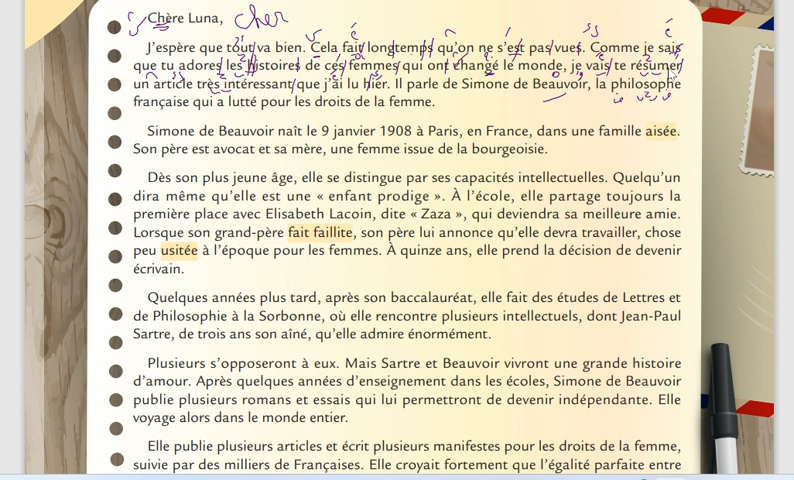 Chère Luna, cher
J'espère que tout va bien. Cela fait longtemps qu'on ne s'est pas vues. Comme je sais
que tu adores les histoires de ces femmes qui ont changé le monde, je vais te résumer
un article très intéressant que j'ai lu hier. Il parle de Simone de Beauvoir, la philosophe
française qui a lutté pour les droits de la femme.
Simone de Beauvoir naît le 9 janvier 1908 à Paris, en France, dans une famille aisée.
Son père est avocat et sa mère, une femme issue de la bourgeoisie.
Dès son plus jeune âge, elle se distingue par ses capacités intellectuelles. Quelqu'un
dira même qu'elle est une « enfant prodige ». À l'école, elle partage toujours la
première place avec Elisabeth Lacoin, dite « Zaza », qui deviendra sa meilleure amie.
Lorsque son grand-père fait faillite, son père lui annonce qu'elle devra travailler, chose
peu usitée à l'époque pour les femmes. À quinze ans, elle prend la décision de devenir
écrivain.
Quelques années plus tard, après son baccalauréat, elle fait des études de Lettres et
de Philosophie à la Sorbonne, où elle rencontre plusieurs intellectuels, dont Jean-Paul
Sartre, de trois ans son aîné, qu'elle admire énormément.
Plusieurs s'opposeront à eux. Mais Sartre et Beauvoir vivront une grande histoire
d'amour. Après quelques années d'enseignement dans les écoles, Simone de Beauvoir
publie plusieurs romans et essais qui lui permettront de devenir indépendante. Elle
voyage alors dans le monde entier.
Elle publie plusieurs articles et écrit plusieurs manifestes pour les droits de la femme,
suivie par des milliers de Françaises. Elle croyait fortement que l'égalité parfaite entre